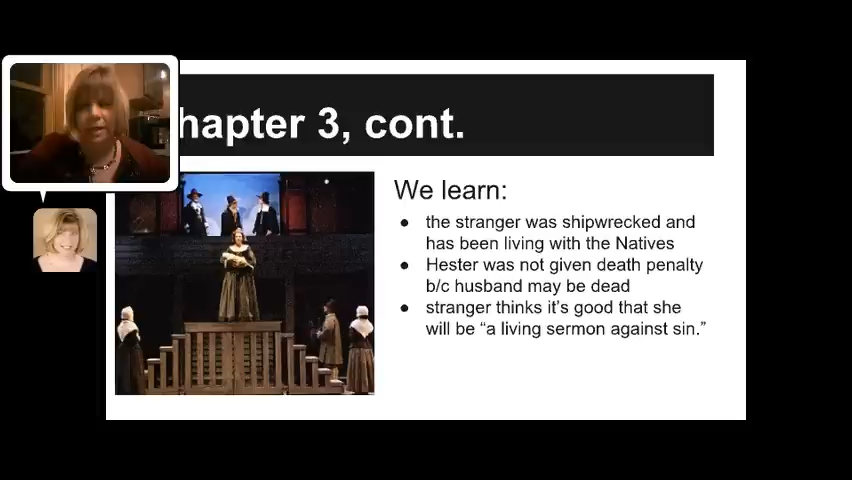 hapter 3, cont.
We learn:
● the stranger was shipwrecked and
has been living with the Natives
● Hester was not given death penalty
b/c husband may be dead
● stranger thinks it's good that she
will be “a living sermon against sin.”